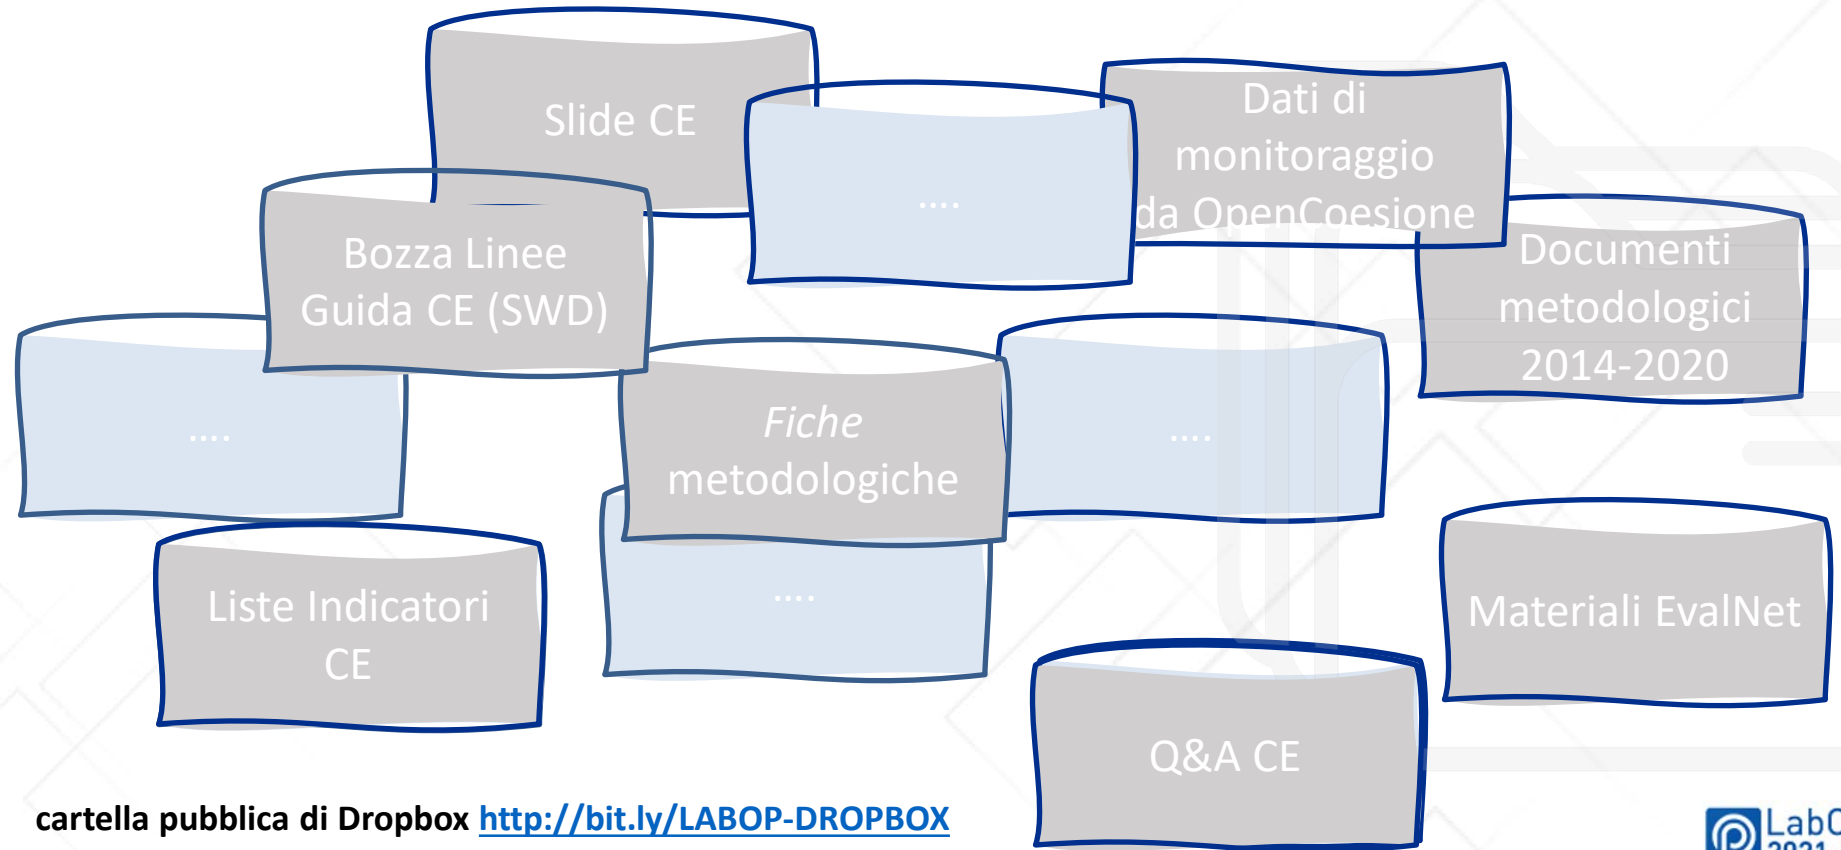 Slide CE
....
Dati di
monitoraggio
da OpenCoesione
Bozza Linee
Guida CE (SWD)
Documenti
metodologici
2014-2020
....
Fiche
metodologiche
....
Liste Indicatori
CE
....
Materiali EvalNet
Q&A CE
cartella pubblica di Dropbox http://bit.ly/LABOP-DROPBOX